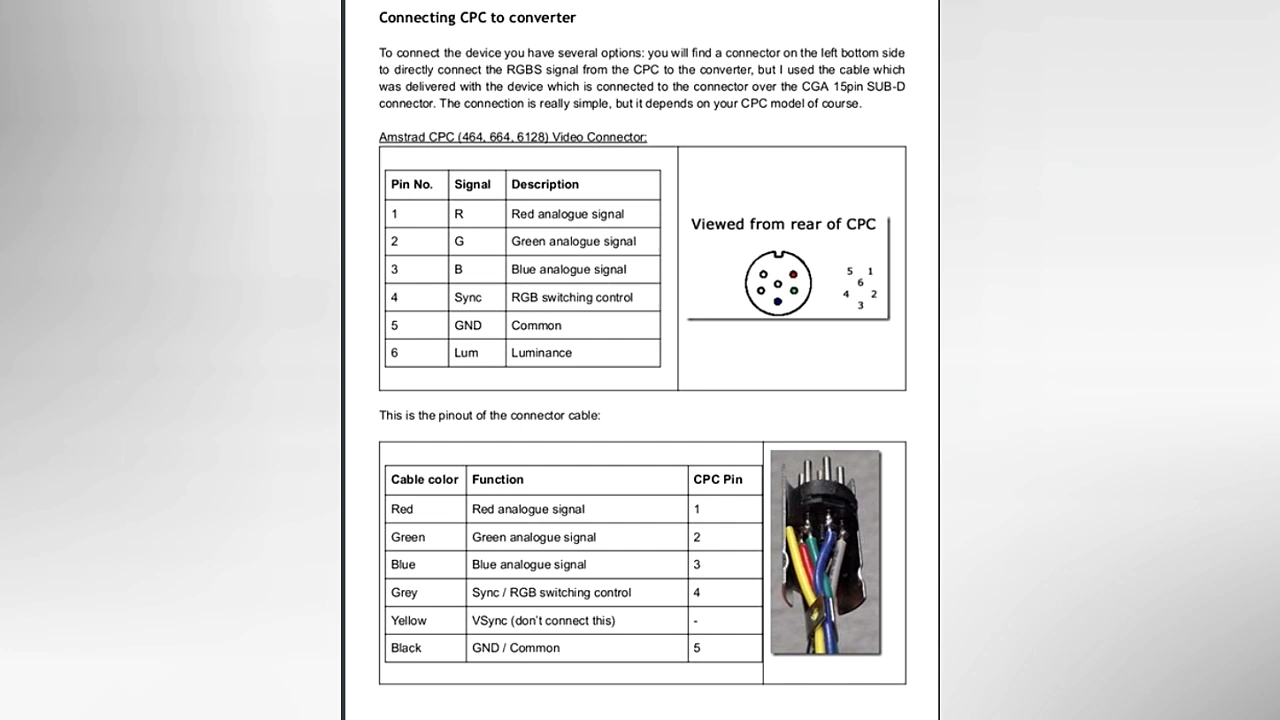 Connecting CPC to converter
To connect the device you have several options: you will find a connector on the left bottom side
to directly connect the RGBS signal from the CPC to the converter, but I used the cable which
was delivered with the device which is connected to the connector over the CGA 15pin SUB-D
connector. The connection is really simple, but it depends on your CPC model of course.
Amstrad CPC (464, 664, 6128) Video Connector:
Pin No. Signal Description
1 R Red analogue signal
2 G Green analogue signal
3 B Blue analogue signal
4 Sync RGB switching control
5 GND Common
6 Lum Luminance
Viewed from rear of CPC
5 1
6
4 2
3
This is the pinout of the connector cable:
Cable color Function CPC Pin
Red Red analogue signal 1
Green Green analogue signal 2
Blue Blue analogue signal 3
Grey Sync / RGB switching control 4
Yellow VSync (don't connect this) -
Black GND / Common 5